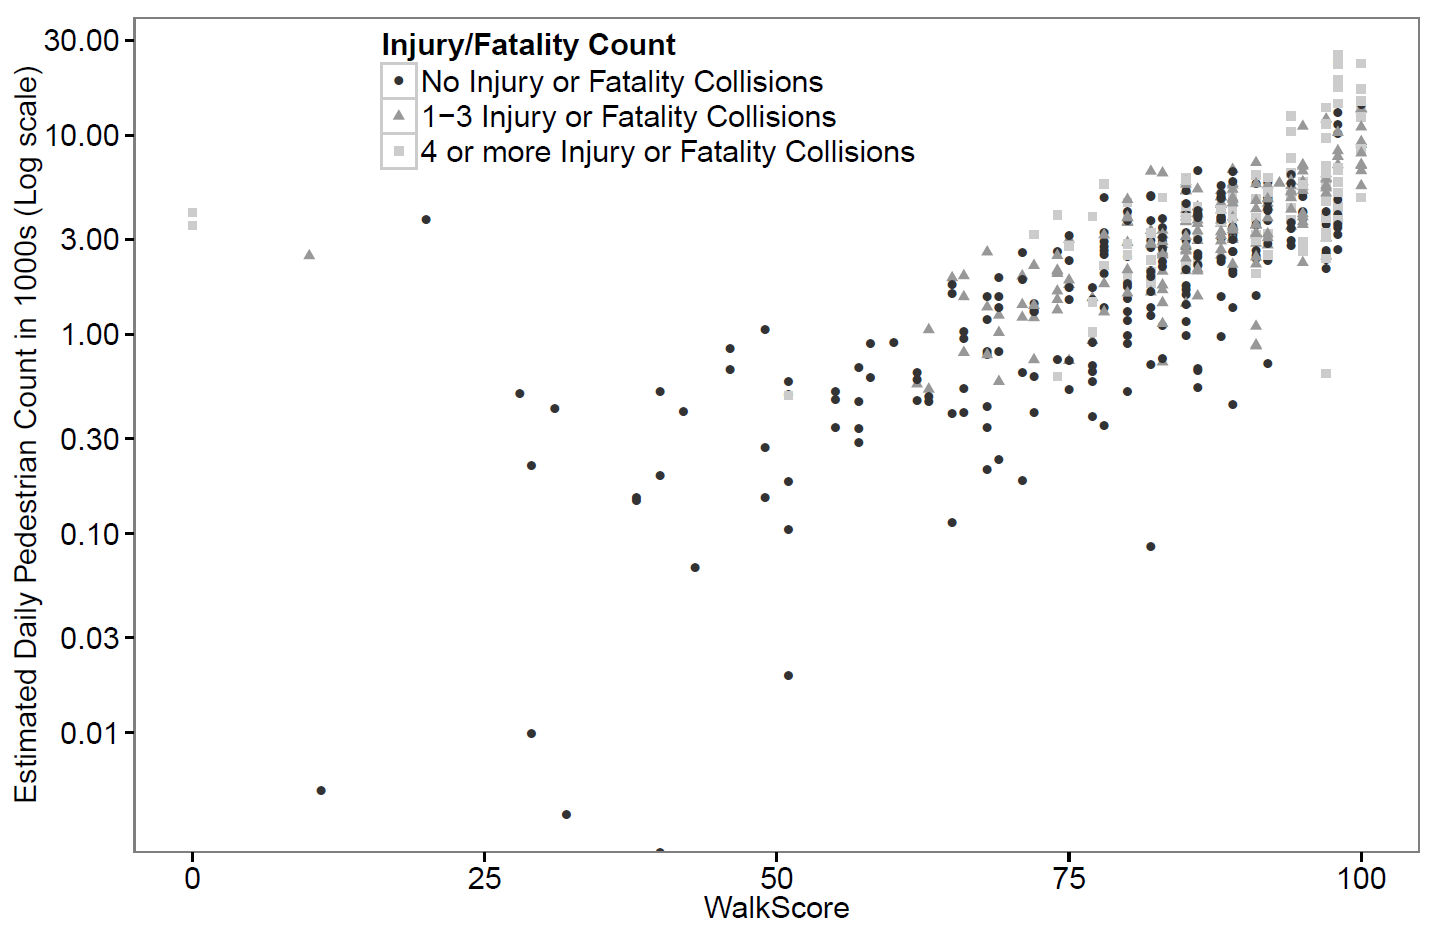 Injury/Fatality Count
No Injury or Fatality Collisions
1−3 Injury or Fatality Collisions
4 or more Injury or Fatality Collisions
Estimated Daily Pedestrian Count in 1000s (Log scale)
30.00
10.00
3.00
1.00
0.30
0.10
0.03
0.01
0 25 50 75 100
WalkScore